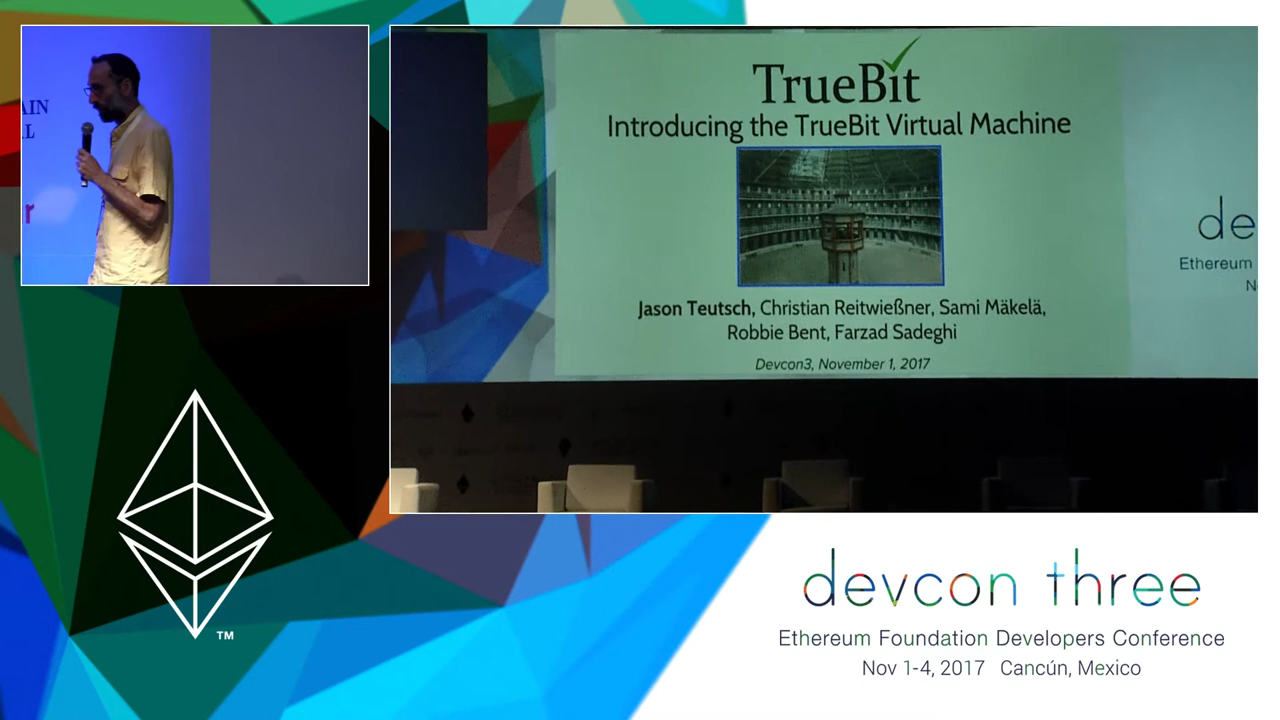 AIN
L
r
TrueBit
Introducing the TrueBit Virtual Machine
Jason Teutsch, Christian Reitwießner, Sami Mäkelä,
Robbie Bent, Farzad Sadeghi
Devcon3, November 1, 2017
de
Ethereum
N
TM
devcon three
Ethereum Foundation Developers Conference
Nov 1-4, 2017 Cancún, Mexico